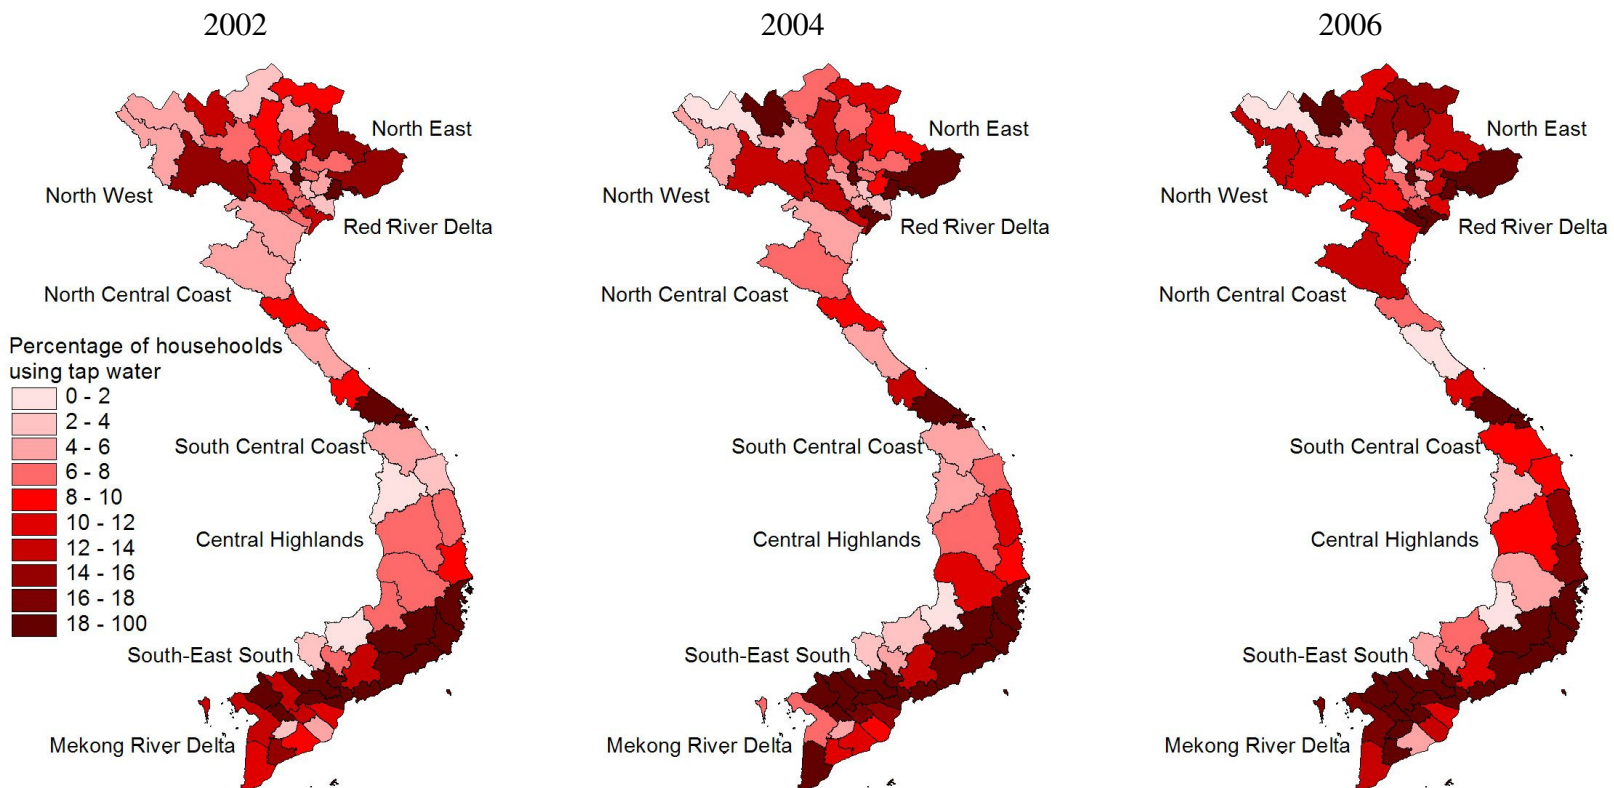 2002
2004
2006
North East
North West
Red River Delta
North Central Coast
South Central Coast
Central Highlands
South-East South
Mekong River Delta
Percentage of househoolds
using tap water
0 - 2
2 - 4
4 - 6
6 - 8
8 - 10
10 - 12
12 - 14
14 - 16
16 - 18
18 - 100
North East
North West
Red River Delta
North Central Coast
South Central Coast
Central Highlands
South-East South
Mekong River Delta
North East
North West
Red River Delta
North Central Coast
South Central Coast
Central Highlands
South-East South
Mekong River Delta